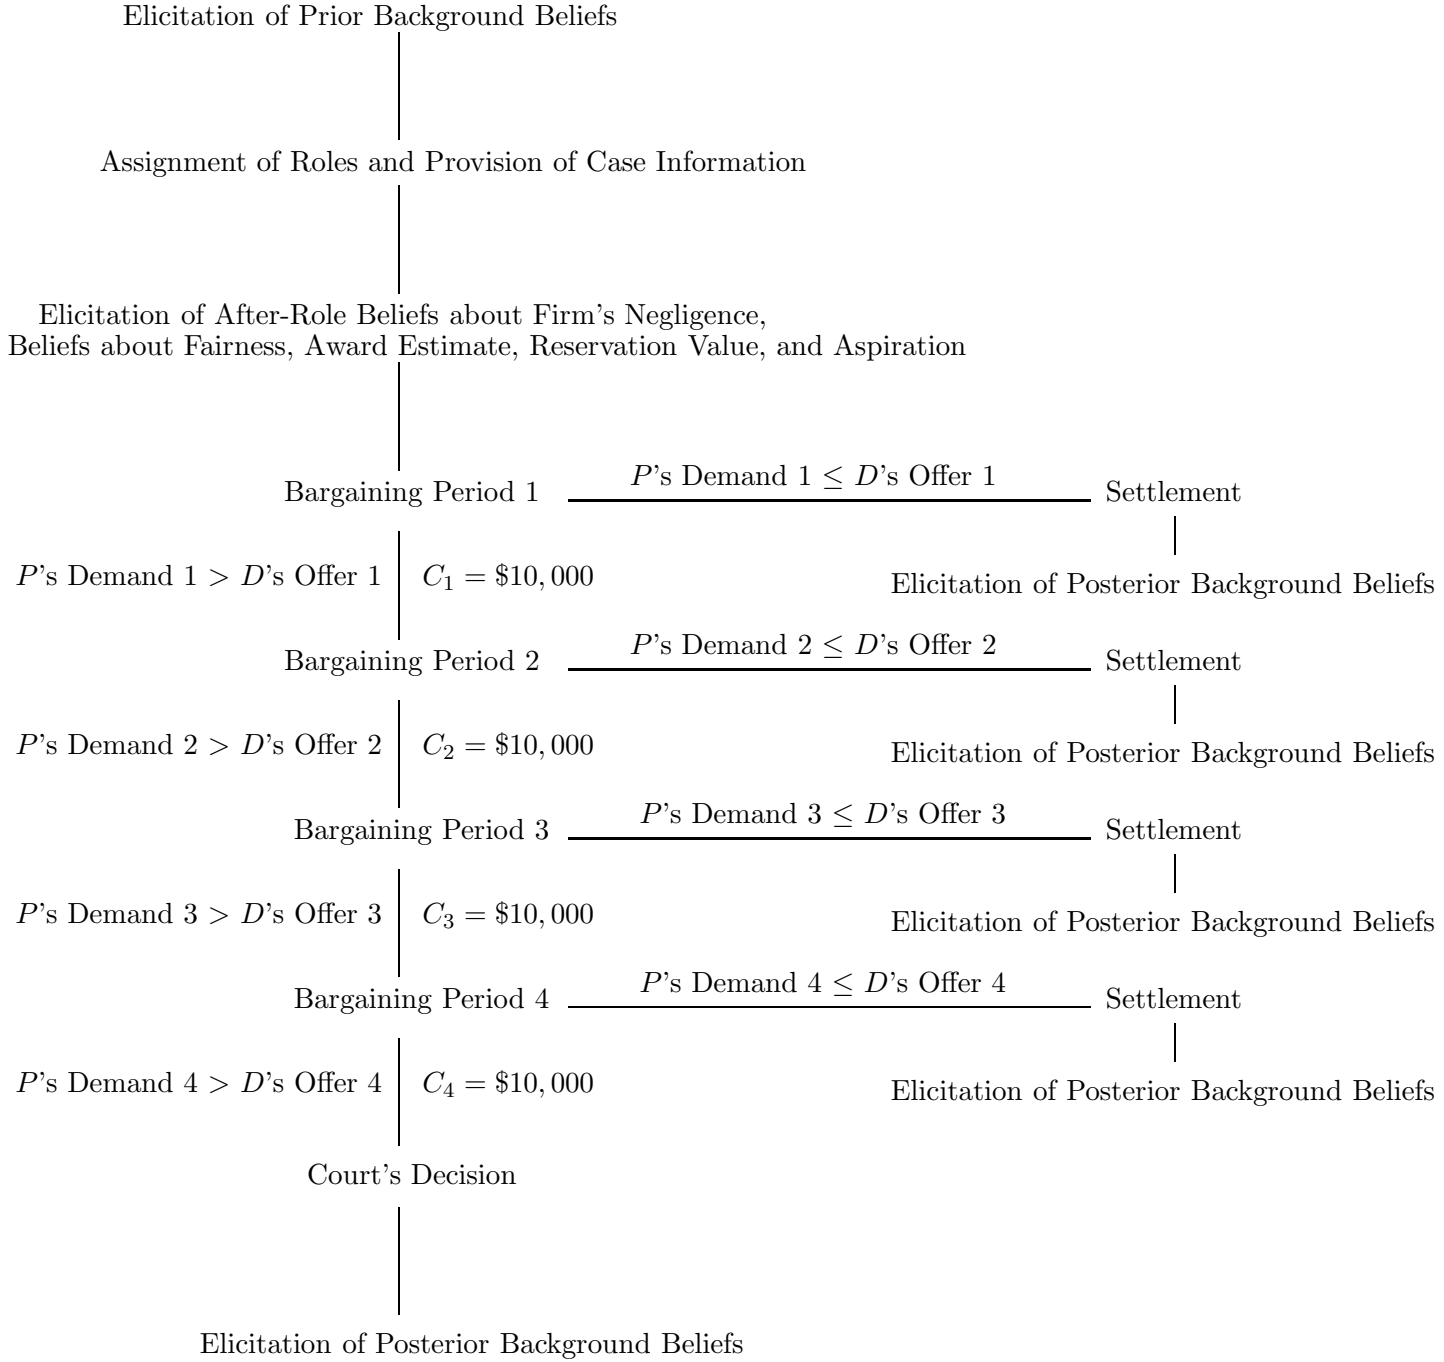 Elicitation of Prior Background Beliefs
Assignment of Roles and Provision of Case Information
Elicitation of After-Role Beliefs about Firm's Negligence,
Beliefs about Fairness, Award Estimate, Reservation Value, and Aspiration
Bargaining Period 1
P's Demand 1 ≤ D's Offer 1
Settlement
P's Demand 1 > D's Offer 1
C₁ = $10,000
Elicitation of Posterior Background Beliefs
Bargaining Period 2
P's Demand 2 ≤ D's Offer 2
Settlement
P's Demand 2 > D's Offer 2
C₂ = $10,000
Elicitation of Posterior Background Beliefs
Bargaining Period 3
P's Demand 3 ≤ D's Offer 3
Settlement
P's Demand 3 > D's Offer 3
C₃ = $10,000
Elicitation of Posterior Background Beliefs
Bargaining Period 4
P's Demand 4 ≤ D's Offer 4
Settlement
P's Demand 4 > D's Offer 4
C₄ = $10,000
Elicitation of Posterior Background Beliefs
Court's Decision
Elicitation of Posterior Background Beliefs